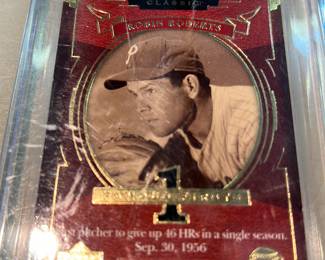 CLASSIC
ROBIN ROBERTS
P
1
pitcher to give up 46 HRs in a single season.
Sep. 30, 1956